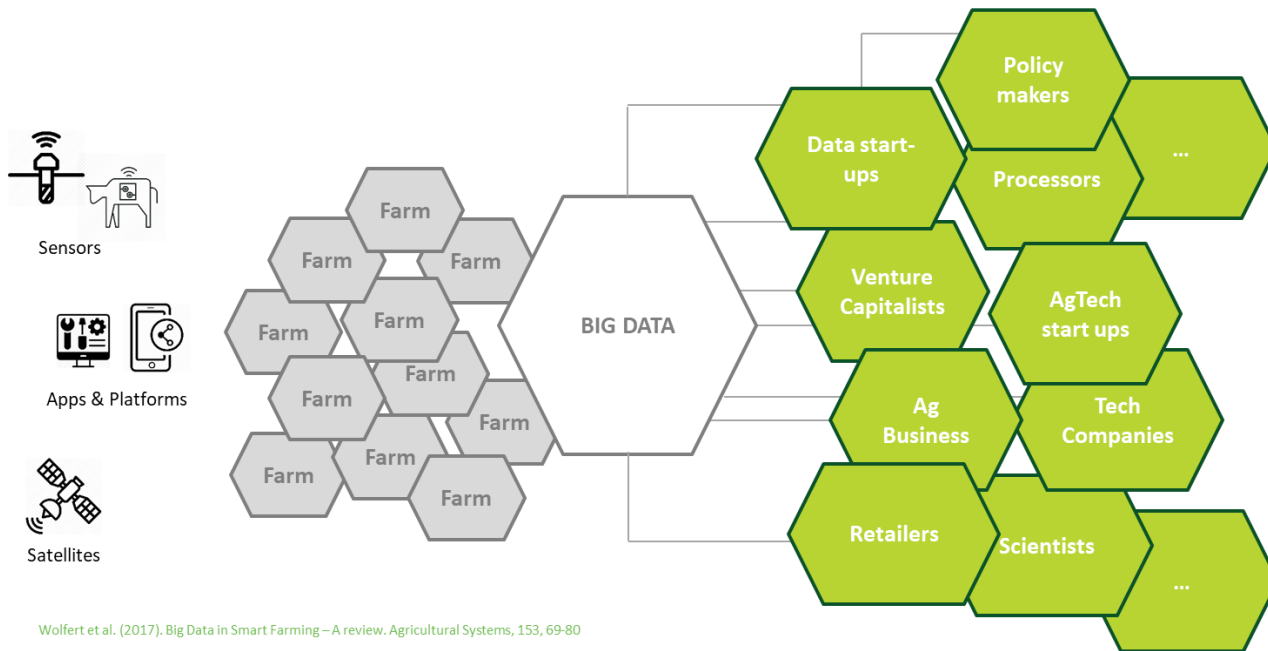 Sensors
Apps & Platforms
Satellites
Farm
Farm
Farm
Farm
Farm
Farm
Farm
Farm
Farm
Farm
Farm
BIG DATA
Policy
makers
Data start-
ups
Processors
...
Venture
Capitalists
AgTech
start ups
Ag
Business
Tech
Companies
Retailers
Scientists
...
Wolfert et al. (2017). Big Data in Smart Farming – A review. Agricultural Systems, 153, 69-80